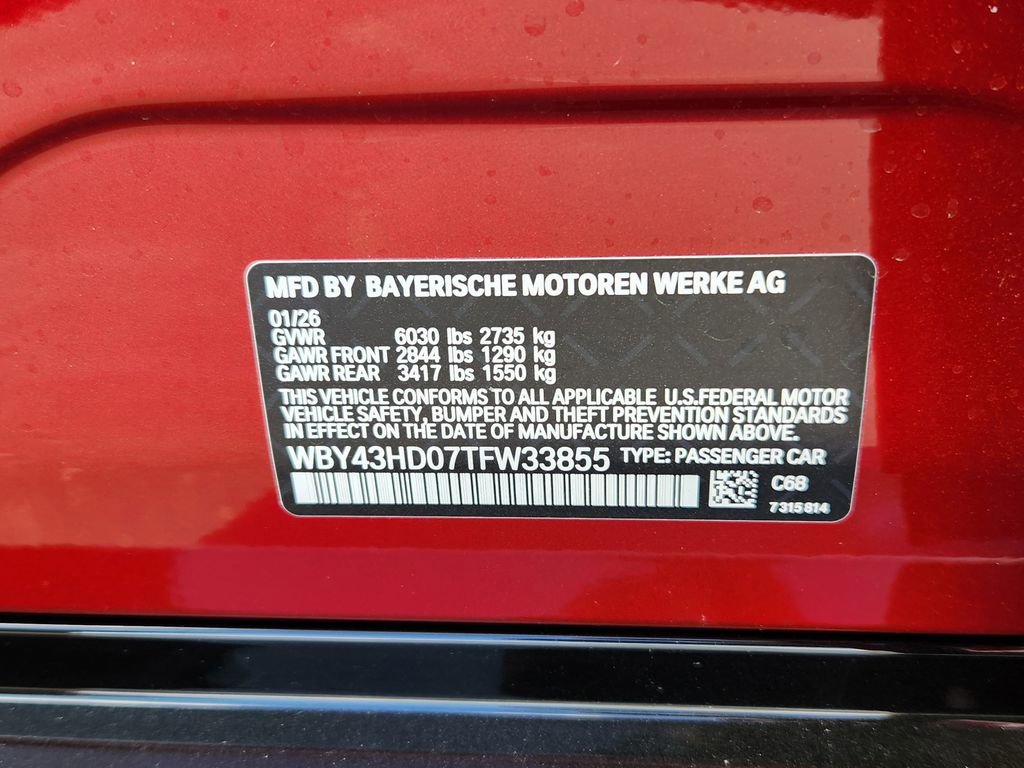 MFD BY BAYERISCHE MOTOREN WERKE AG
01/26
GVWR 6030 lbs 2735 kg
GAWR FRONT 2844 lbs 1290 kg
GAWR REAR 3417 lbs 1550 kg
THIS VEHICLE CONFORMS TO ALL APPLICABLE U.S.FEDERAL MOTOR
VEHICLE SAFETY, BUMPER AND THEFT PREVENTION STANDARDS
IN EFFECT ON THE DATE OF MANUFACTURE SHOWN ABOVE.
WBY43HD07TFW33855 TYPE: PASSENGER CAR
C68
7315814